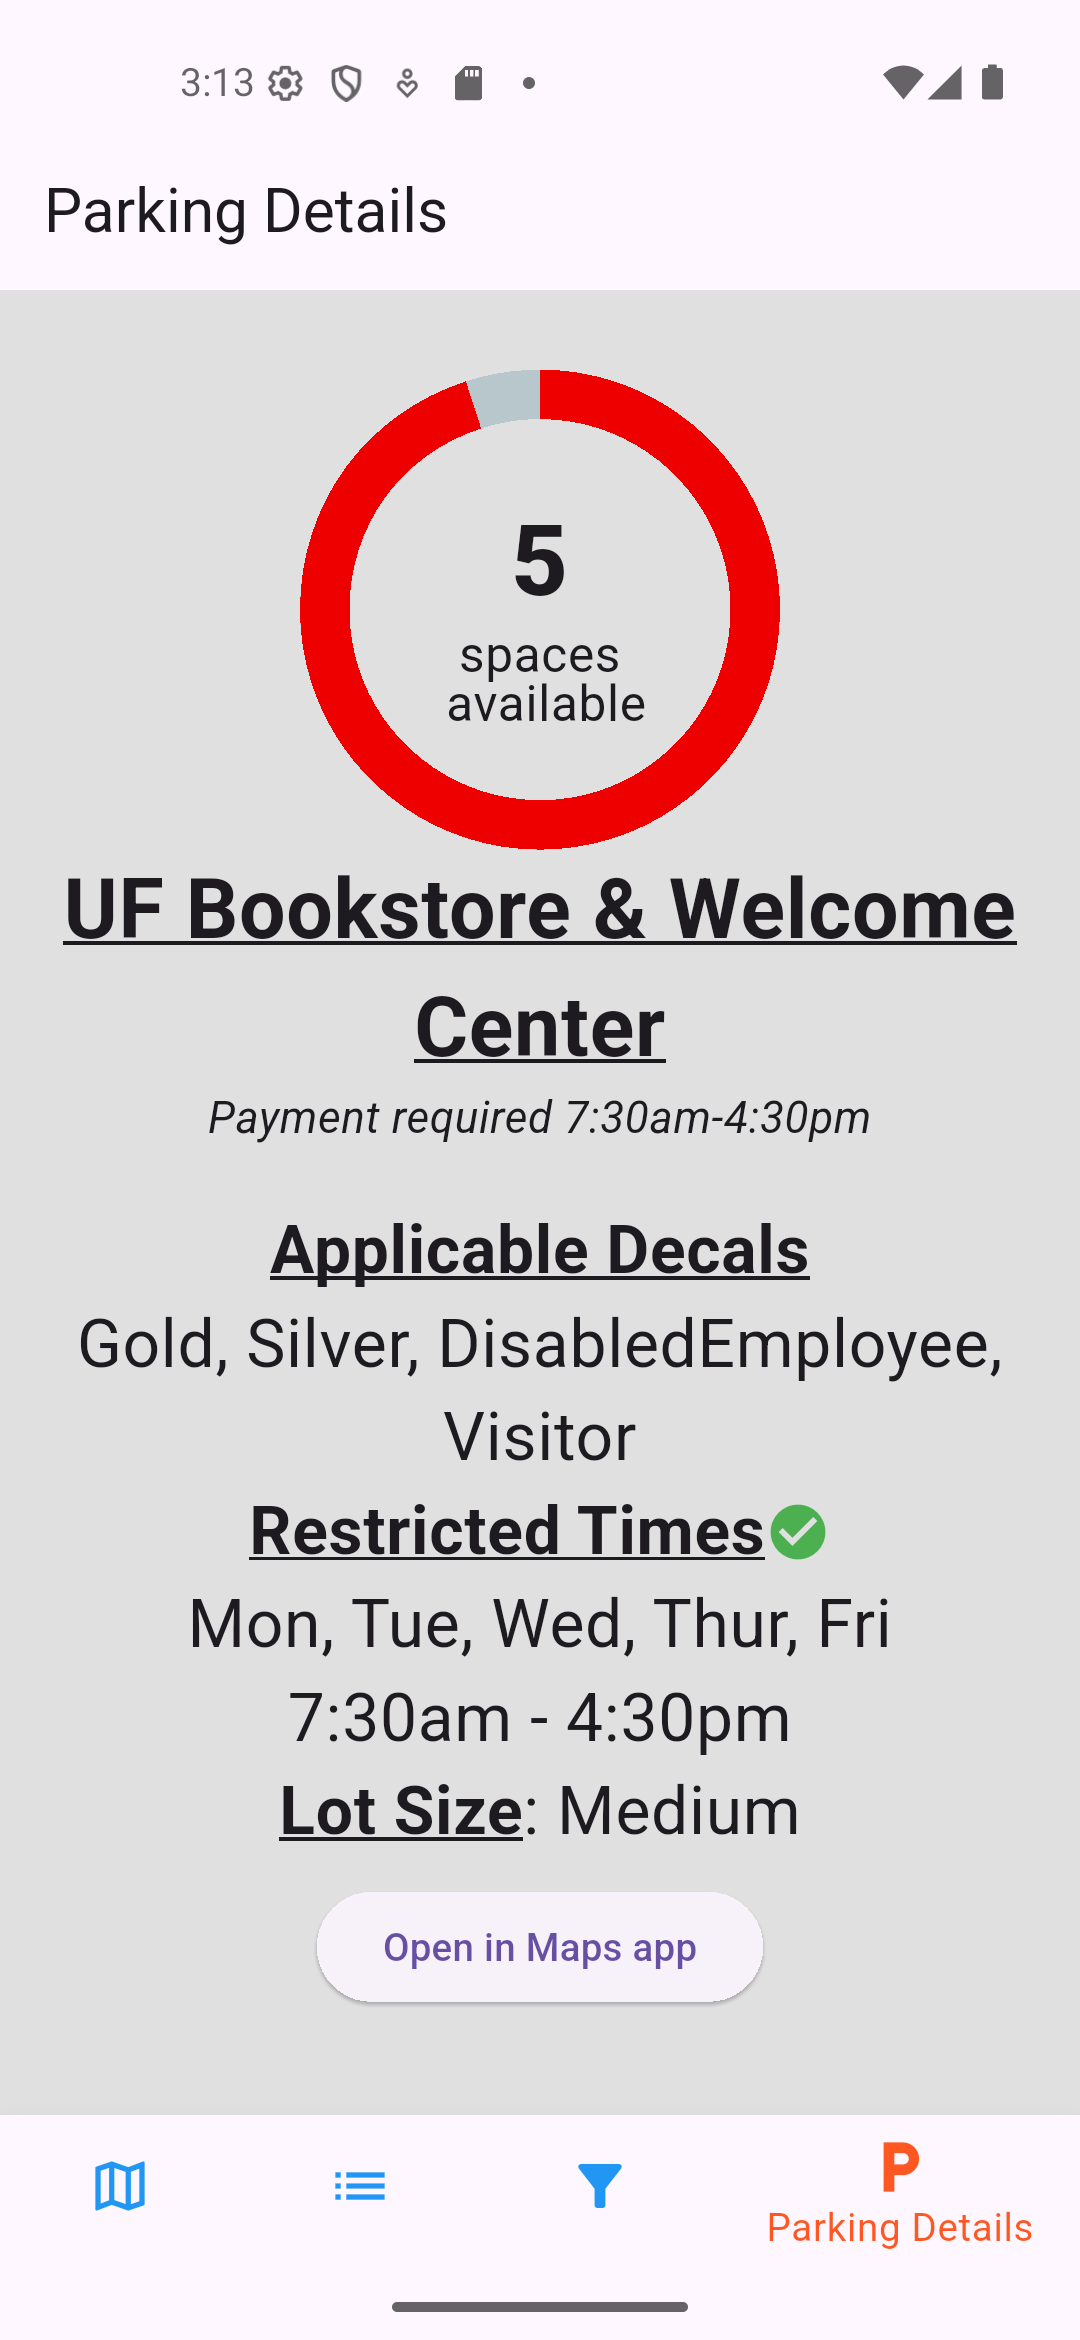 3:13
Parking Details
5
spaces
available
UF Bookstore & Welcome
Center
Payment required 7:30am-4:30pm
Applicable Decals
Gold, Silver, DisabledEmployee,
Visitor
Restricted Times
Mon, Tue, Wed, Thur, Fri
7:30am - 4:30pm
Lot Size: Medium
Open in Maps app
P
Parking Details